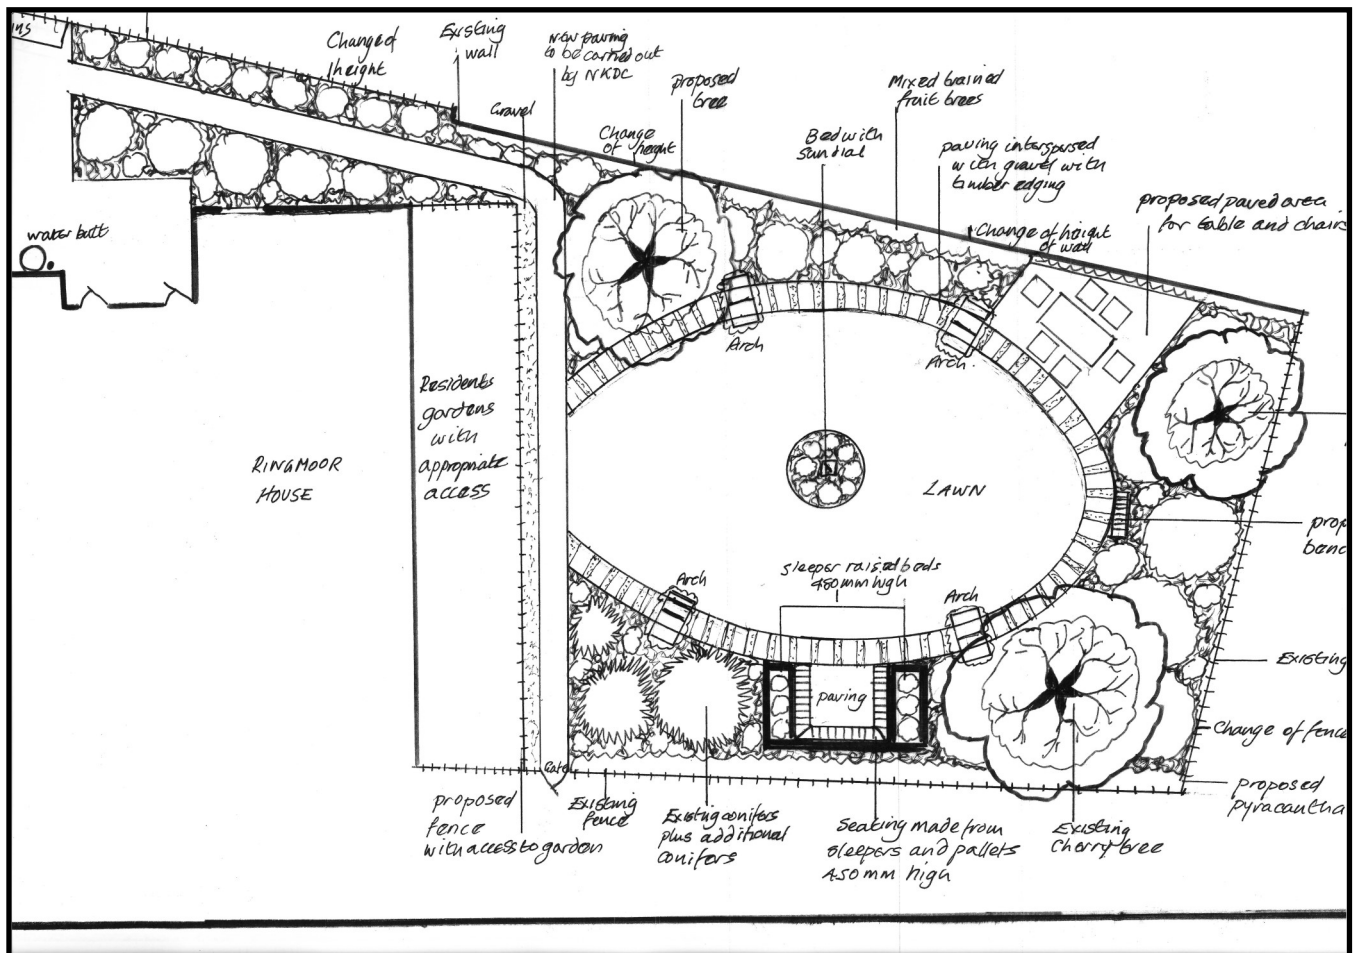 Change of
height
Existing
wall
New paving
to be carried out
by NKDC
Gravel
proposed
tree
Change
of height
Bed with
sundial
Mixed trained
fruit trees
paving interspersed
with gravel with
timber edging
Change of height
of wall
proposed paved area
for table and chairs
water butt
Arch
Arch
Residents
gardens
with
appropriate
access
RINGMOOR
HOUSE
LAWN
prop
benc
sleeper raised beds
450mm high
Arch
Arch
paving
Existing
Change of fence
Gate
proposed
fence
with access to garden
Existing
fence
Existing conifers
plus additional
conifers
Seating made from
sleepers and pallets
450mm high
Existing
Cherry tree
proposed
pyracantha